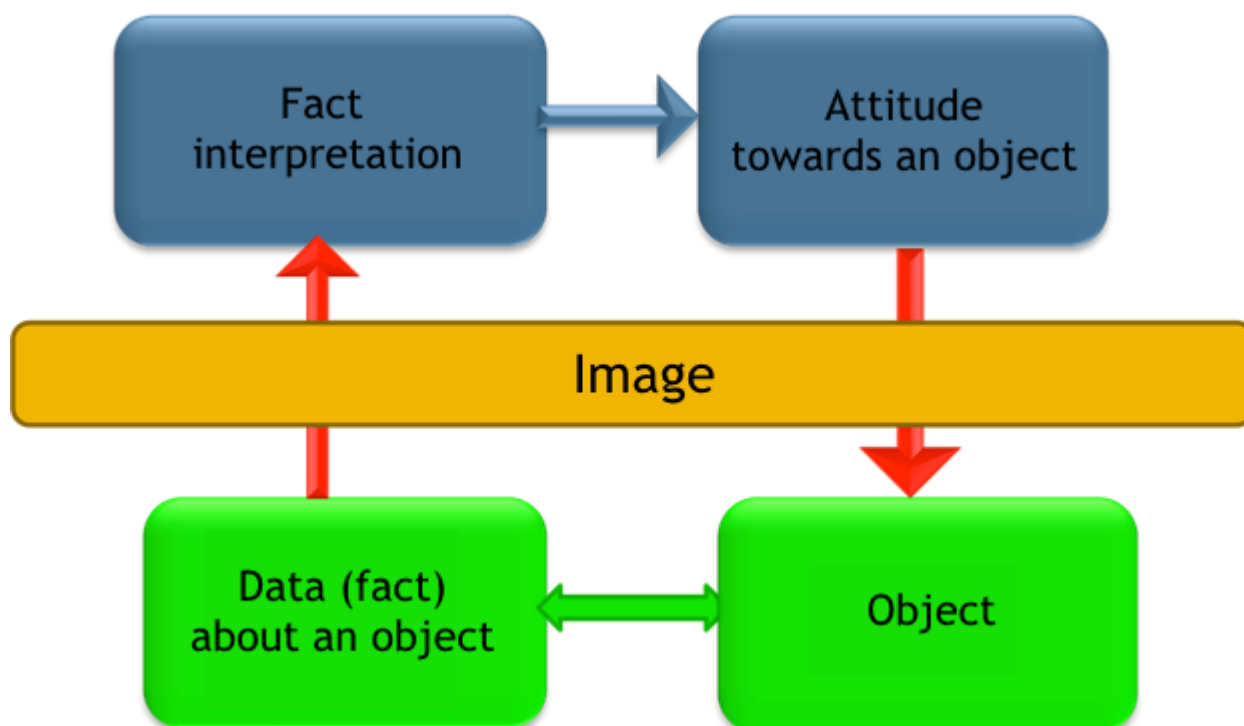 Fact
interpretation
Attitude
towards an object
Image
Data (fact)
about an object
Object